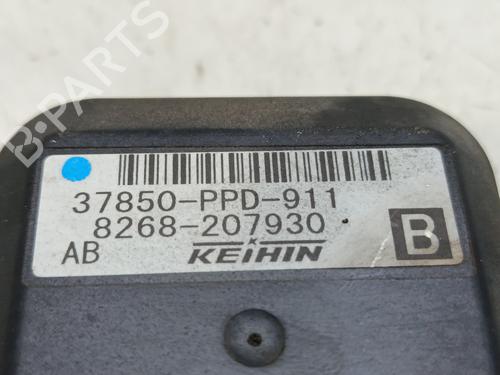 B-PARTS
37850-PPD-911
8268-207930
AB KEIHIN B